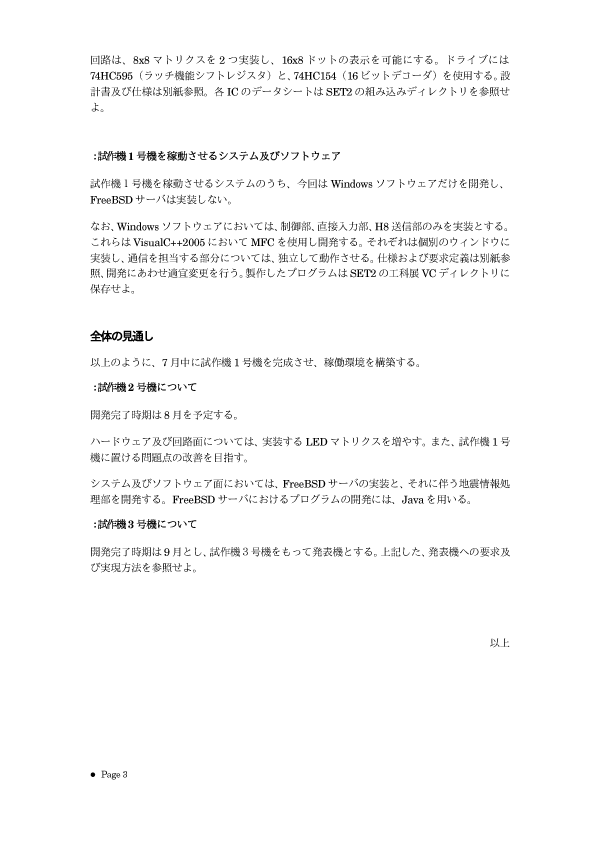 回路は、8x8 マトリクスを２つ実装し、16x8 ドットの表示を可能にする。ドライブには
74HC595（ラッチ機能シフトレジスタ）と、74HC154（16 ビットデコーダ）を使用する。設
計書及び仕様は別紙参照。各 IC のデータシートは SET2 の組み込みディレクトリを参照せ
よ。
:試作機 1 号機を稼動させるシステム及びソフトウェア
試作機１号機を稼動させるシステムのうち、今回は Windows ソフトウェアだけを開発し、
FreeBSD サーバは実装しない。
なお、Windows ソフトウェアにおいては、制御部、直接入力部、H8 送信部のみを実装とする。
これらは VisualC++2005 において MFC を使用し開発する。それぞれは個別のウィンドウに
実装し、通信を担当する部分については、独立して動作させる。仕様および要求定義は別紙参
照、開発にあわせ適宜変更を行う。製作したプログラムは SET2 の工科展 VC ディレクトリに
保存せよ。
全体の見通し
以上のように、7 月中に試作機 1 号機を完成させ、稼働環境を構築する。
:試作機 2 号機について
開発完了時期は 8 月を予定する。
ハードウェア及び回路面については、実装する LED マトリクスを増やす。また、試作機 1 号
機に置ける問題点の改善を目指す。
システム及びソフトウェア面においては、FreeBSD サーバの実装と、それに伴う地震情報処
理部を開発する。FreeBSD サーバにおけるプログラムの開発には、Java を用いる。
:試作機 3 号機について
開発完了時期は 9 月とし、試作機３号機をもって発表機とする。上記した、発表機への要求及
び実現方法を参照せよ。
以上
● Page 3